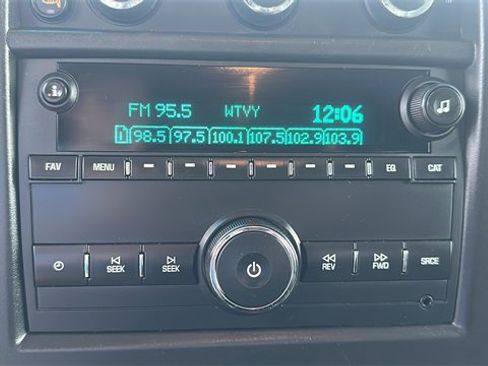 FM 95.5 WTVY 12:06
1 98.5 97.5 100.1 107.5 102.9 103.9
FAV MENU EQ CAT
SEEK SEEK REV FWD SRCE